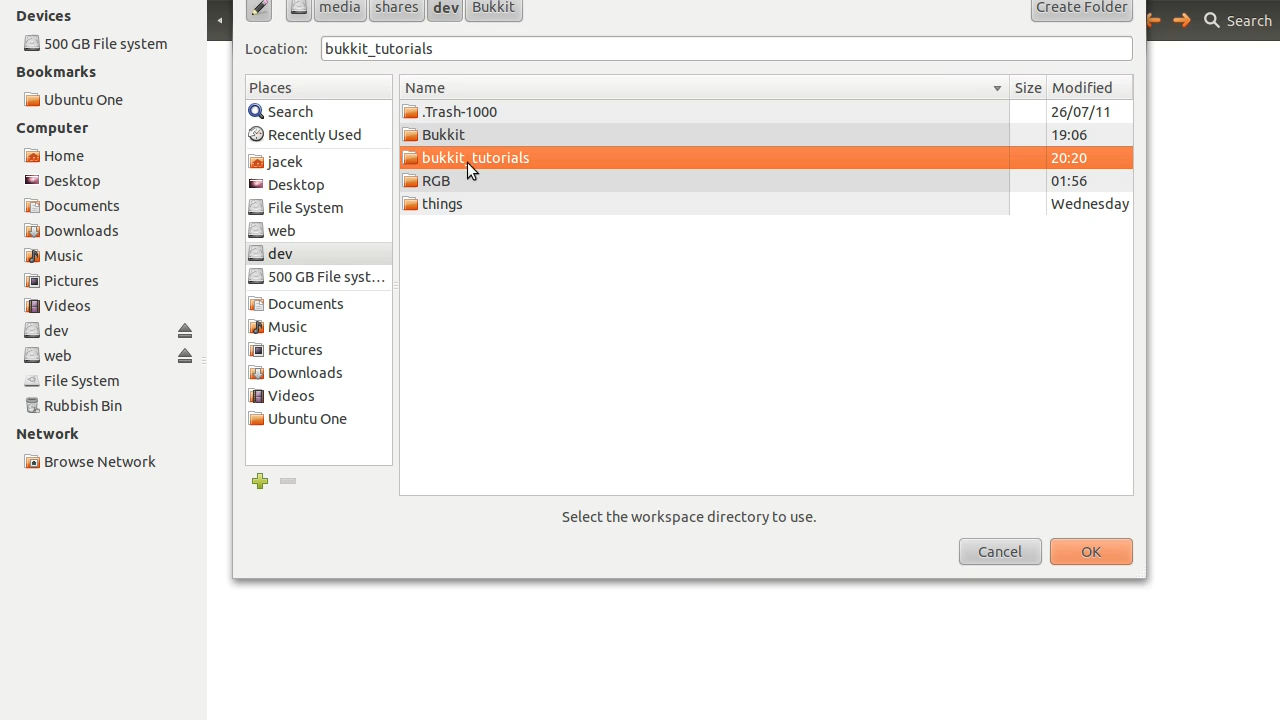 Devices
500 GB File system
Bookmarks
Ubuntu One
Computer
Home
Desktop
Documents
Downloads
Music
Pictures
Videos
dev
web
File System
Rubbish Bin
Network
Browse Network
media shares dev Bukkit Create Folder
Search
Location: bukkit_tutorials
Places
Search
Recently Used
jacek
Desktop
File System
web
dev
500 GB File syst...
Documents
Music
Pictures
Downloads
Videos
Ubuntu One
Name Size Modified
.Trash-1000 26/07/11
Bukkit 19:06
bukkit_tutorials 20:20
RGB 01:56
things Wednesday
Select the workspace directory to use.
Cancel OK